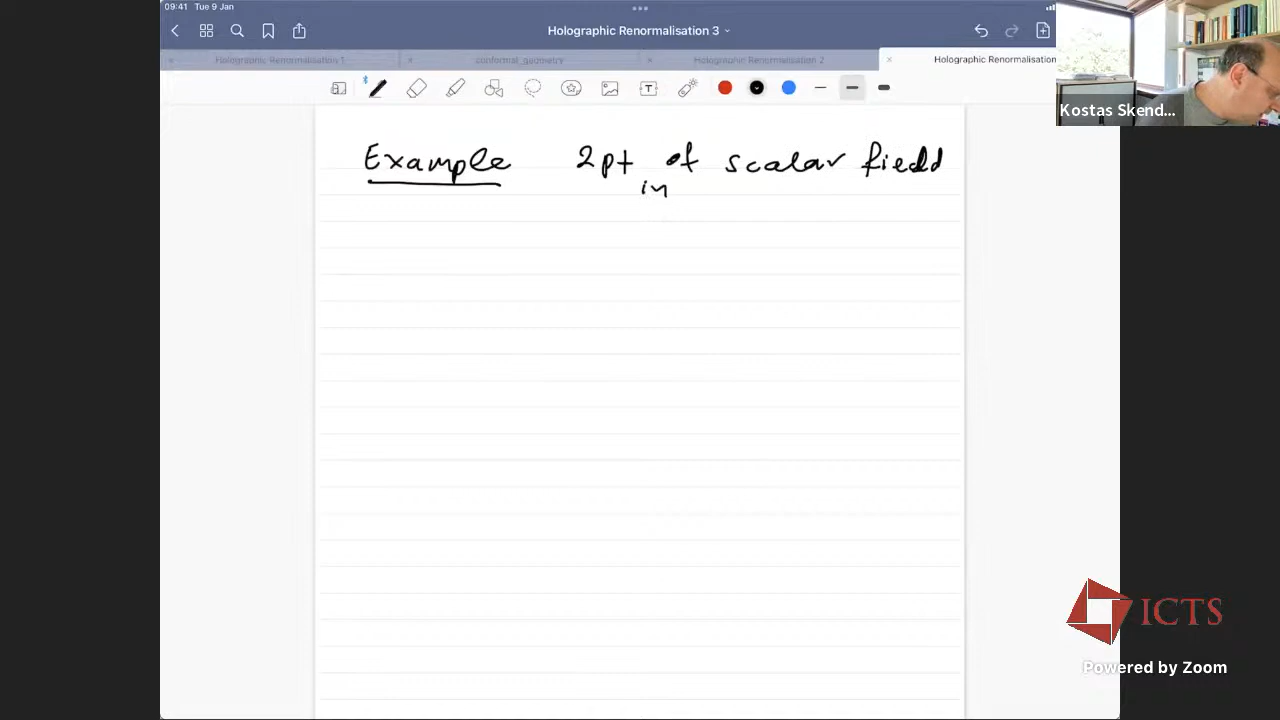 09:41 Tue 9 Jan
Holographic Renormalisation 3
Holographic Renormalisation 1
conformal_geometry
Holographic Renormalisation 2
Holographic Renormalisation
Kostas Skend...
Example 2pt of scalar field
in
ICTS
Powered by Zoom